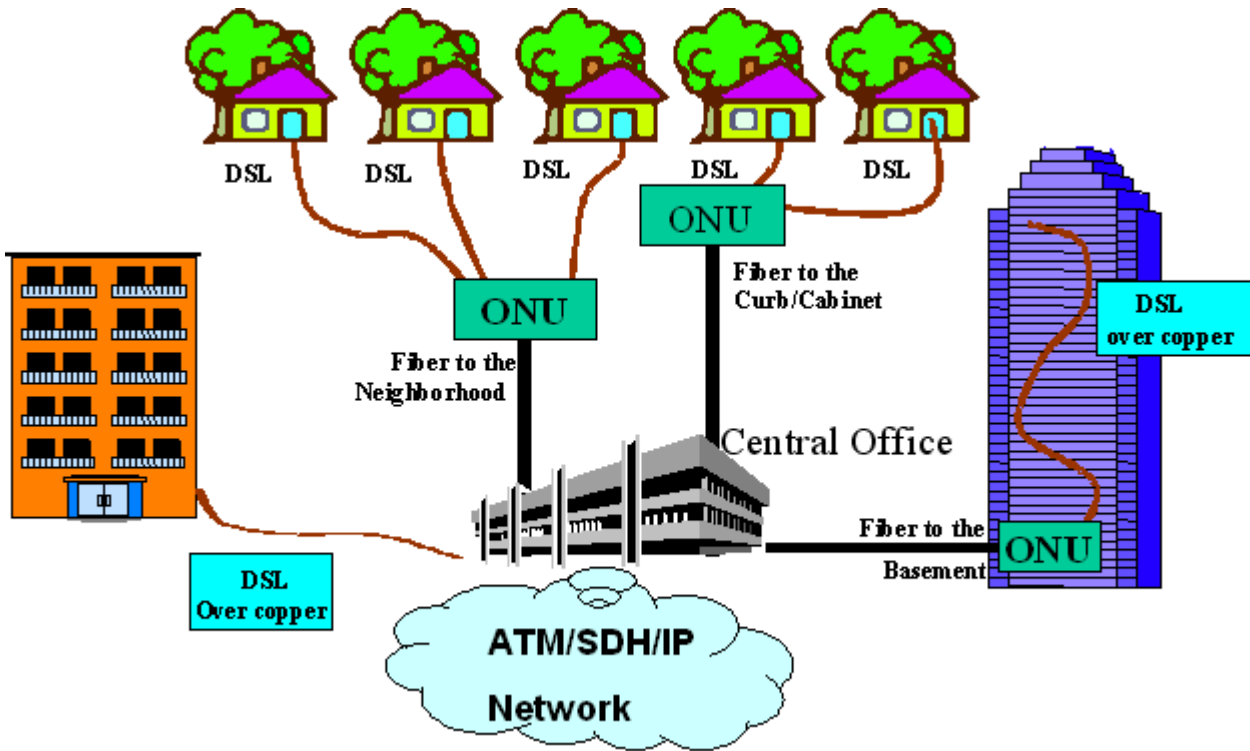 DSL
DSL
DSL
DSL
DSL
ONU
Fiber to the
Curb/Cabinet
ONU
DSL
over copper
Fiber to the
Neighborhood
Central Office
Fiber to the
Basement
ONU
DSL
Over copper
ATM/SDH/IP
Network